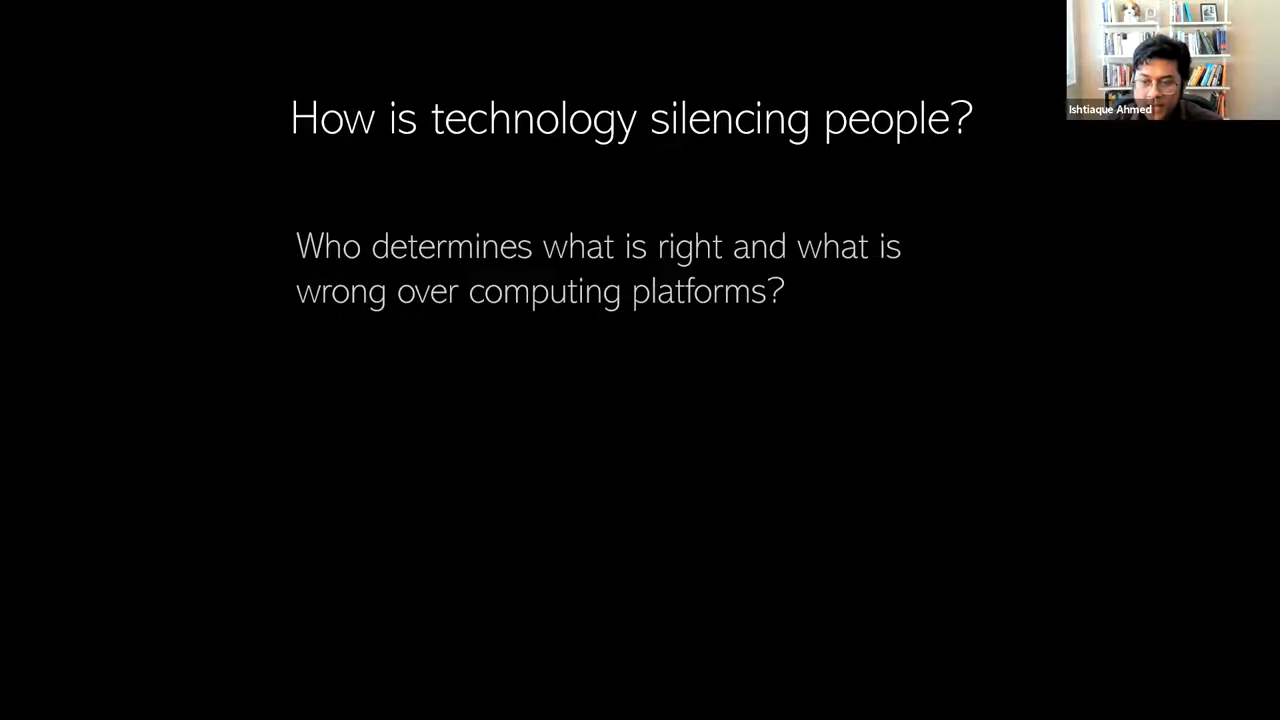 How is technology silencing people?
Ishtiaque Ahmed
Who determines what is right and what is
wrong over computing platforms?